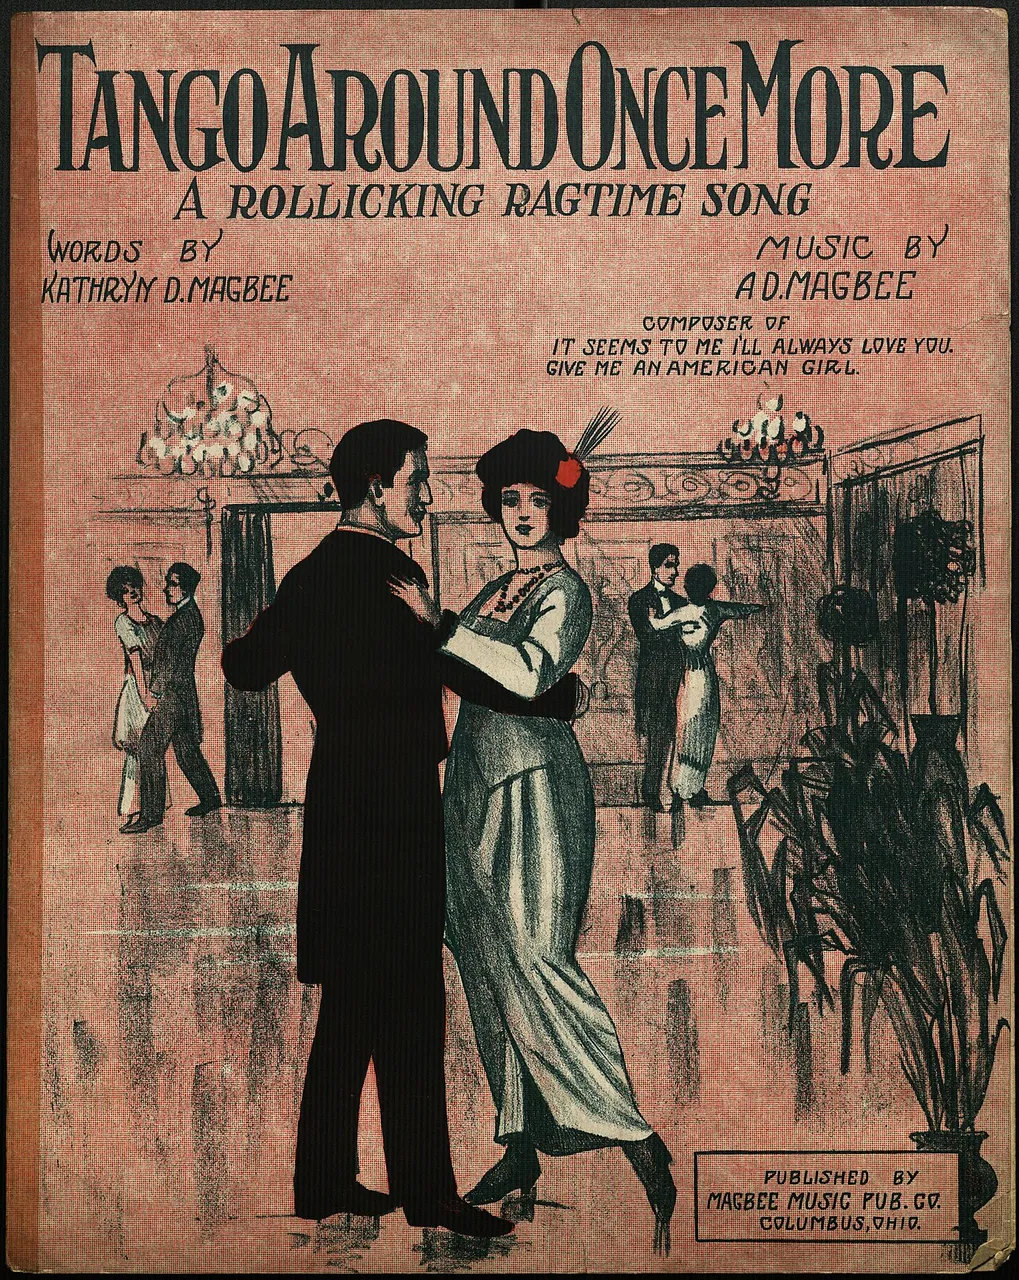 TANGO AROUND ONCE MORE
A ROLLICKING RAGTIME SONG
WORDS BY
KATHRYN D. MAGBEE
MUSIC BY
A D. MAGBEE
COMPOSER OF
IT SEEMS TO ME I'LL ALWAYS LOVE YOU.
GIVE ME AN AMERICAN GIRL.
PUBLISHED BY
MAGBEE MUSIC PUB. CO.
COLUMBUS, OHIO.